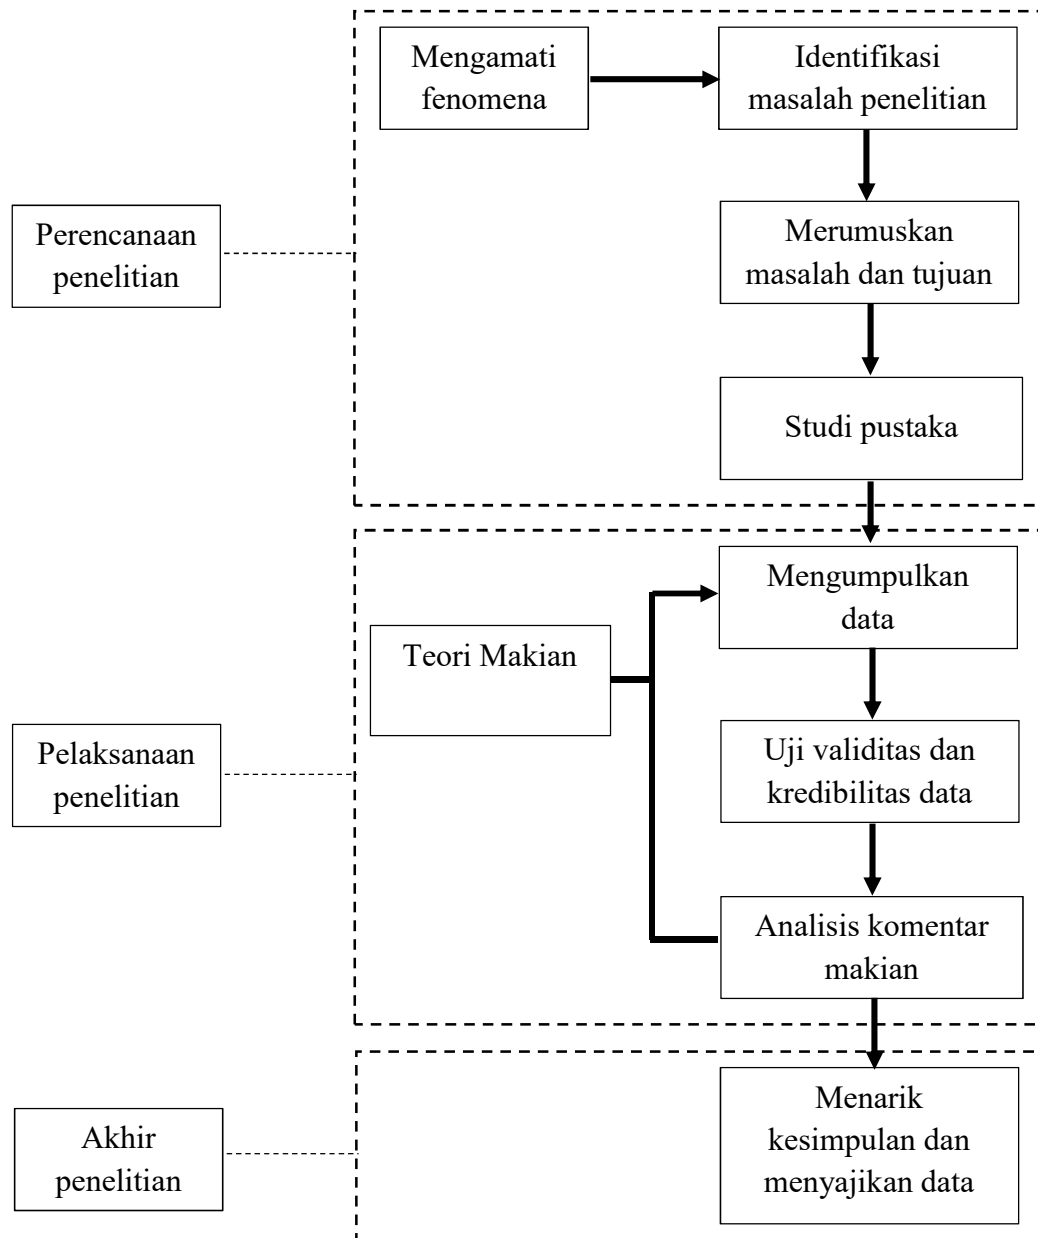 Mengamati
fenomena
Identifikasi
masalah penelitian
Perencanaan
penelitian
Merumuskan
masalah dan tujuan
Studi pustaka
Mengumpulkan
data
Teori Makian
Pelaksanaan
penelitian
Uji validitas dan
kredibilitas data
Analisis komentar
makian
Akhir
penelitian
Menarik
kesimpulan dan
menyajikan data